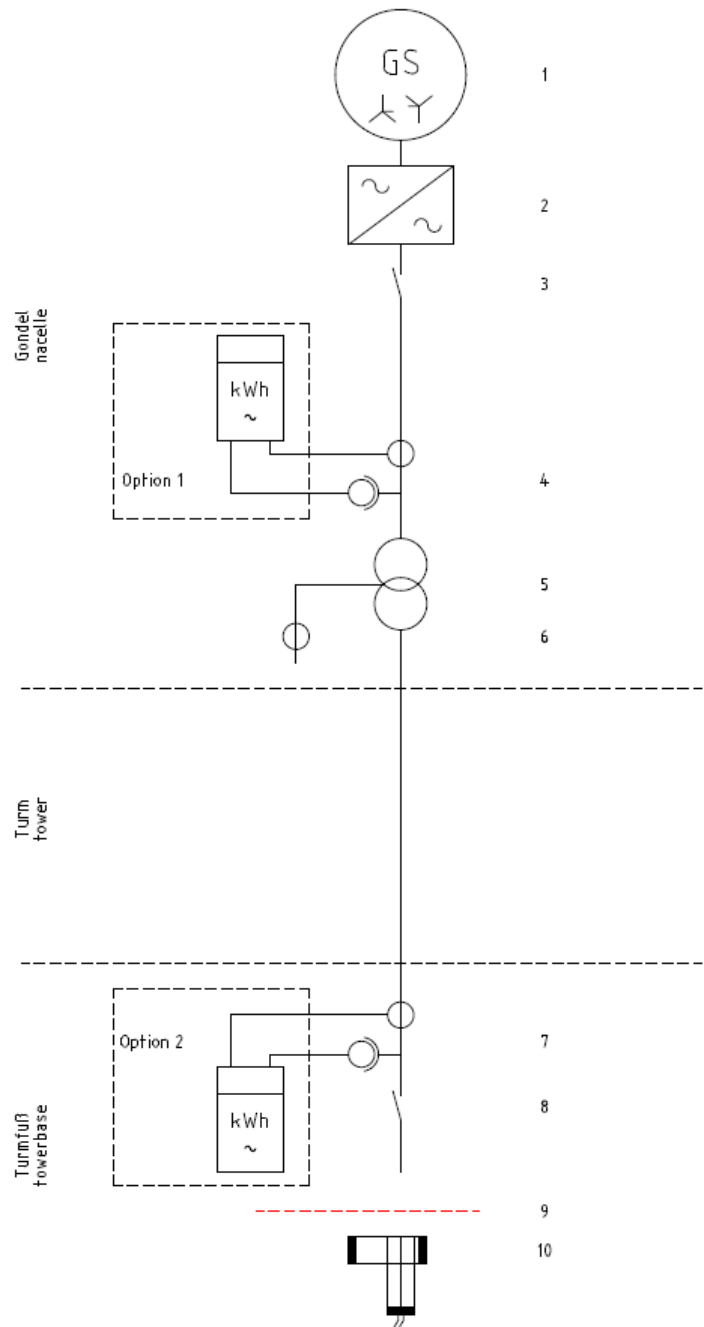 GS
1
2
3
Gondel
nacelle
kWh
~
Option 1
4
5
6
Turm
tower
Option 2
7
kWh
~
8
Turmfuß
towerbase
9
10